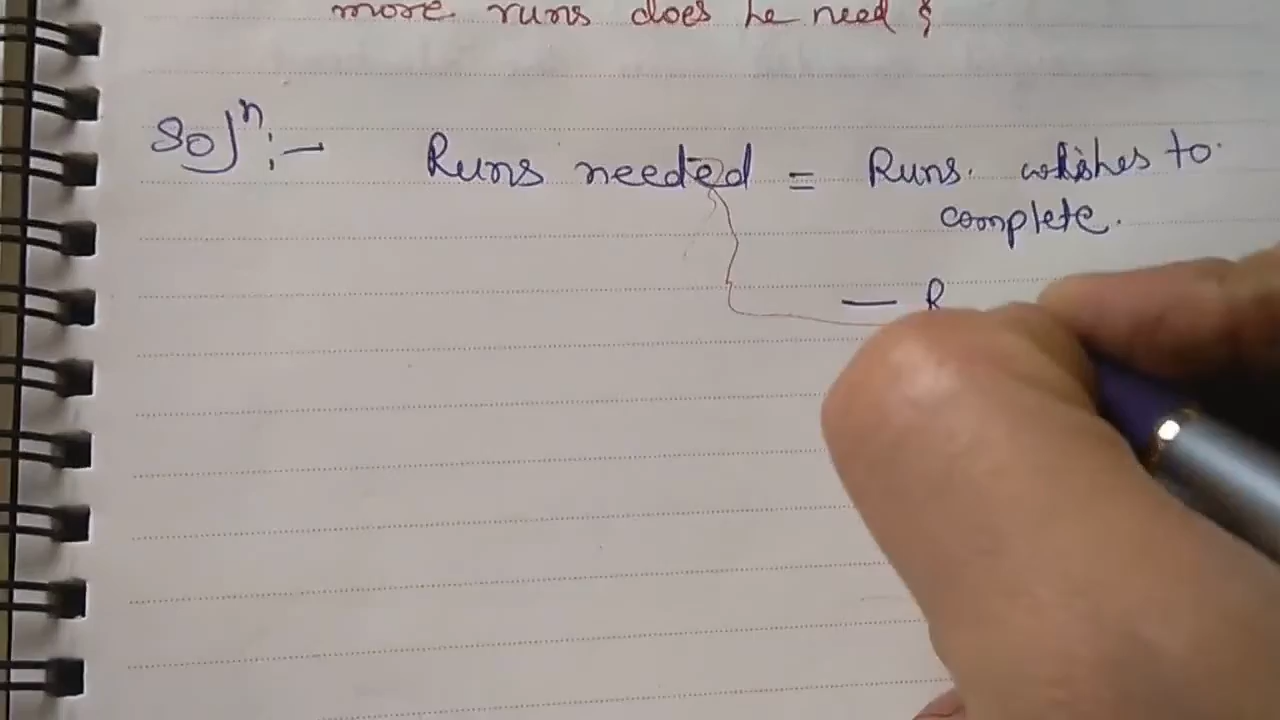 more runs does he need ?
Solⁿ :- Runs needed = Runs. wishes to
complete.
— R